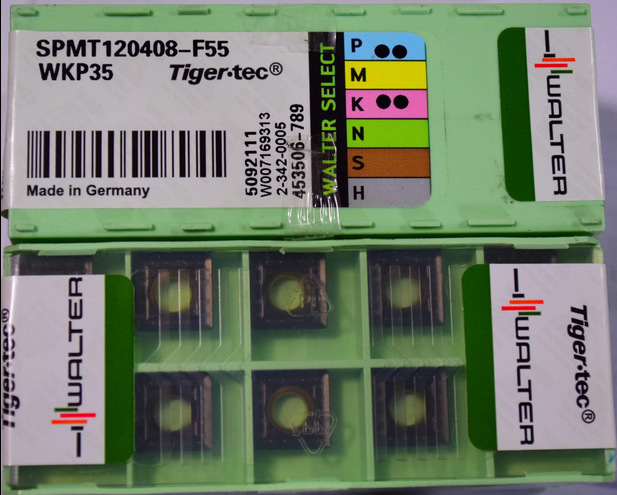 SPMT120408-F55
WKP35 Tiger·tec®
Made in Germany
5092111
W007169313
2-342-0005
453506-789
WALTER SELECT
P
M
K
N
S
H
WALTER
Tiger·tec®
WALTER
WALTER
Tiger·tec®